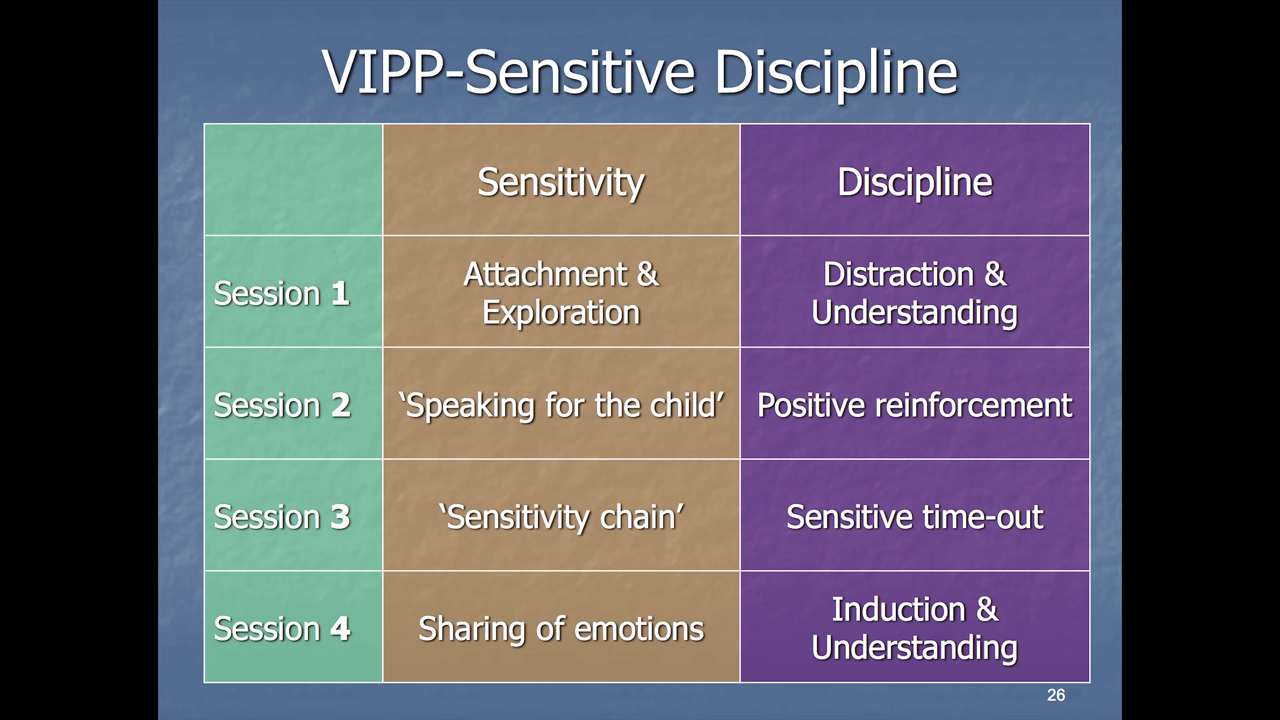 VIPP-Sensitive Discipline
Sensitivity
Discipline
Session 1
Attachment &
Exploration
Distraction &
Understanding
Session 2
‘Speaking for the child’
Positive reinforcement
Session 3
‘Sensitivity chain’
Sensitive time-out
Session 4
Sharing of emotions
Induction &
Understanding
26